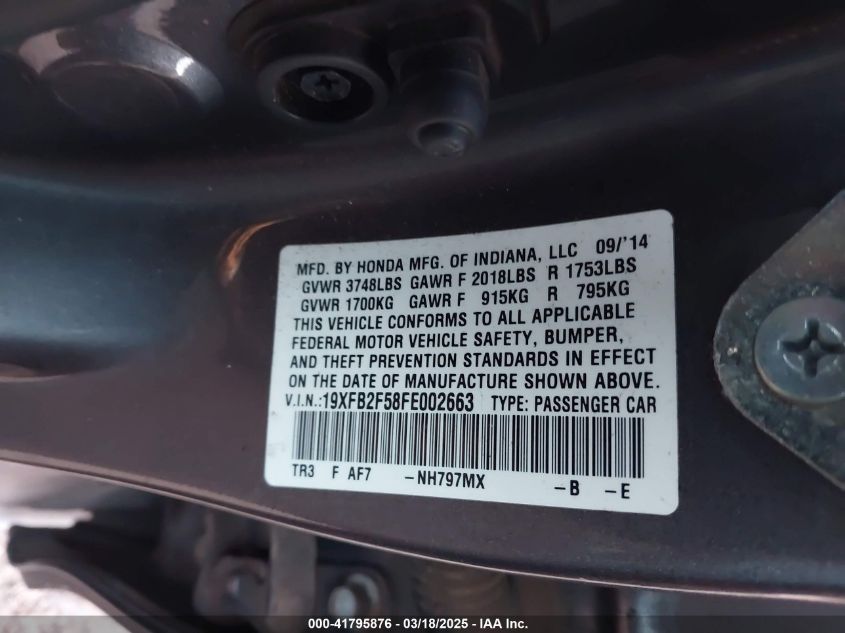 MFD. BY HONDA MFG. OF INDIANA, LLC 09/'14
GVWR 3748LBS GAWR F 2018LBS R 1753LBS
GVWR 1700KG GAWR F 915KG R 795KG
THIS VEHICLE CONFORMS TO ALL APPLICABLE
FEDERAL MOTOR VEHICLE SAFETY, BUMPER,
AND THEFT PREVENTION STANDARDS IN EFFECT
ON THE DATE OF MANUFACTURE SHOWN ABOVE.
V.I.N.:19XFB2F58FE002663 TYPE: PASSENGER CAR
TR3 F AF7 -NH797MX -B -E
000-41795876 / 03/18/2025 - IAA Inc.